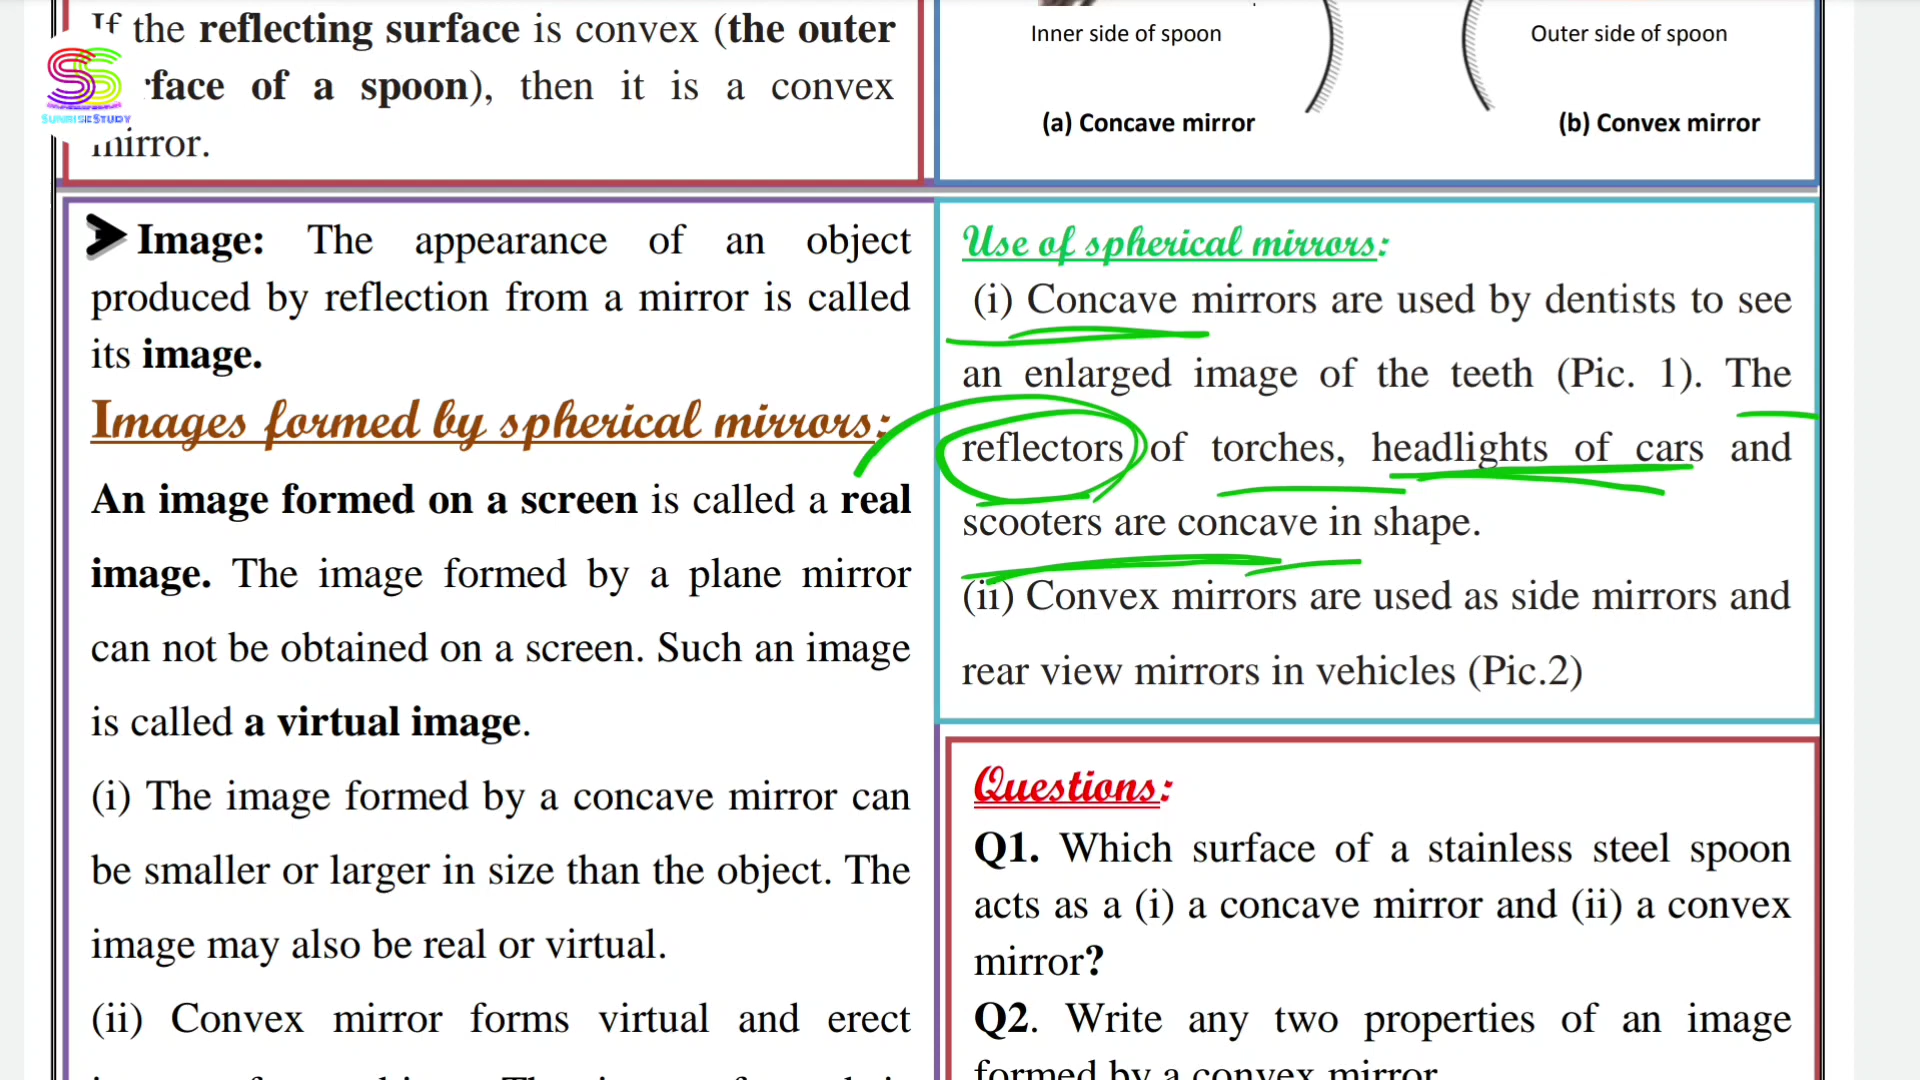 If the reflecting surface is convex (the outer
face of a spoon), then it is a convex
mirror.
SUNRISE STUDY
Inner side of spoon
Outer side of spoon
(a) Concave mirror
(b) Convex mirror
Image: The appearance of an object
produced by reflection from a mirror is called
its image.
Images formed by spherical mirrors:
An image formed on a screen is called a real
image. The image formed by a plane mirror
can not be obtained on a screen. Such an image
is called a virtual image.
(i) The image formed by a concave mirror can
be smaller or larger in size than the object. The
image may also be real or virtual.
(ii) Convex mirror forms virtual and erect
Use of spherical mirrors:
(i) Concave mirrors are used by dentists to see
an enlarged image of the teeth (Pic. 1). The
reflectors of torches, headlights of cars and
scooters are concave in shape.
(ii) Convex mirrors are used as side mirrors and
rear view mirrors in vehicles (Pic.2)
Questions:
Q1. Which surface of a stainless steel spoon
acts as a (i) a concave mirror and (ii) a convex
mirror?
Q2. Write any two properties of an image
formed by a convex mirror